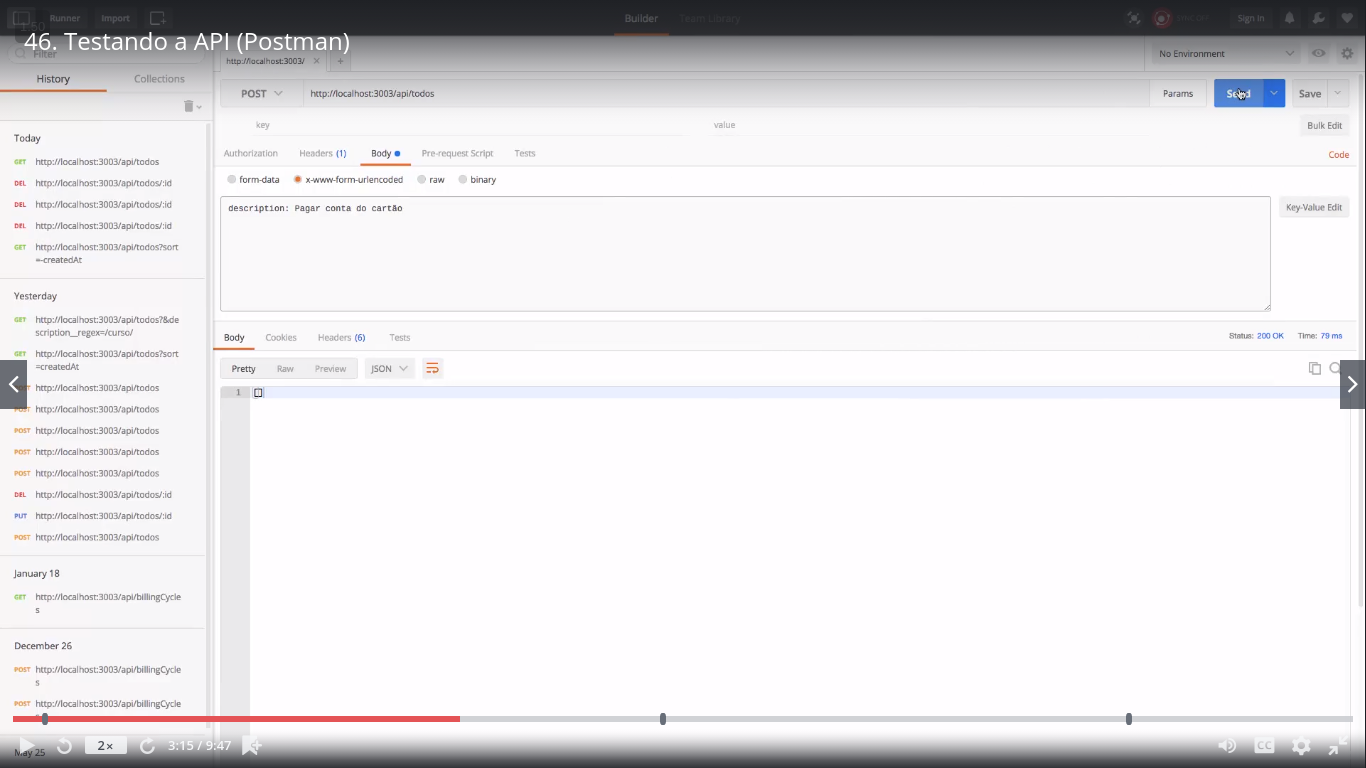 Runner
Import
Builder
Team Library
Sign in
46. Testando a API (Postman)
Filter
http://localhost:3003/
No Environment
History
Collections
POST
http://localhost:3003/api/todos
Params
Send
Save
key
value
Bulk Edit
Authorization
Headers (1)
Body
Pre-request Script
Tests
Code
form-data
x-www-form-urlencoded
raw
binary
description: Pagar conta do cartão
Key-Value Edit
Body
Cookies
Headers (6)
Tests
Status: 200 OK
Time: 79 ms
Pretty
Raw
Preview
JSON
1 []
Today
GET http://localhost:3003/api/todos
DEL http://localhost:3003/api/todos/:id
DEL http://localhost:3003/api/todos/:id
DEL http://localhost:3003/api/todos/:id
GET http://localhost:3003/api/todos?sort
=-createdAt
Yesterday
GET http://localhost:3003/api/todos?&de
scription__regex=/curso/
GET http://localhost:3003/api/todos?sort
=createdAt
POST http://localhost:3003/api/todos
POST http://localhost:3003/api/todos
POST http://localhost:3003/api/todos
POST http://localhost:3003/api/todos
POST http://localhost:3003/api/todos
DEL http://localhost:3003/api/todos/:id
PUT http://localhost:3003/api/todos/:id
POST http://localhost:3003/api/todos
January 18
GET http://localhost:3003/api/billingCycle
s
December 26
POST http://localhost:3003/api/billingCycle
s
POST http://localhost:3003/api/billingCycle
May 25
2×
3:15 / 9:47
CC